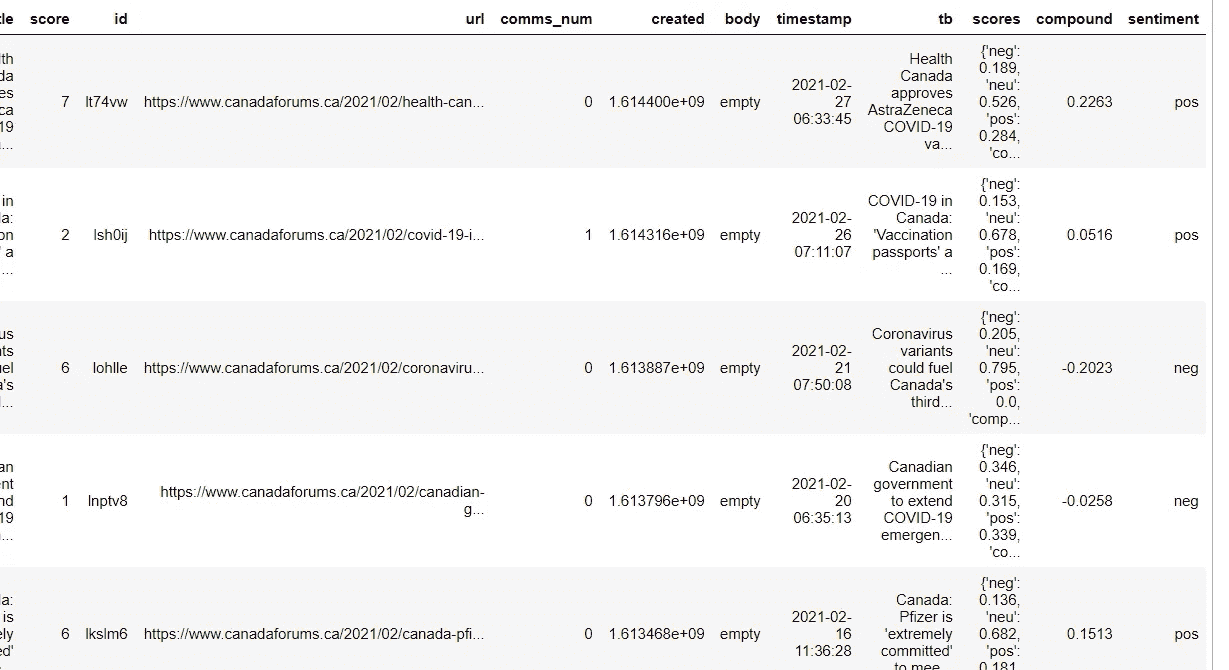 le score id url comms_num created body timestamp tb scores compound sentiment
lth
da
es
ca
19
...
7
lt74vw
https://www.canadaforums.ca/2021/02/health-can...
0
1.614400e+09
empty
2021-02-
27
06:33:45
Health
Canada
approves
AstraZeneca
COVID-19
va...
{'neg':
0.189,
'neu':
0.526,
'pos':
0.284,
'co...
0.2263
pos
in
a:
on
' a
...
2
lsh0ij
https://www.canadaforums.ca/2021/02/covid-19-i...
1
1.614316e+09
empty
2021-02-
26
07:11:07
COVID-19 in
Canada:
'Vaccination
passports' a
...
{'neg':
0.153,
'neu':
0.678,
'pos':
0.169,
'co...
0.0516
pos
us
nts
el
a's
...
6
lohlle
https://www.canadaforums.ca/2021/02/coronaviru...
0
1.613887e+09
empty
2021-02-
21
07:50:08
Coronavirus
variants
could fuel
Canada's
third...
{'neg':
0.205,
'neu':
0.795,
'pos':
0.0,
'comp...
-0.2023
neg
an
nt
nd
19
...
1
lnptv8
https://www.canadaforums.ca/2021/02/canadian-
g...
0
1.613796e+09
empty
2021-02-
20
06:35:13
Canadian
government
to extend
COVID-19
emergen...
{'neg':
0.346,
'neu':
0.315,
'pos':
0.339,
'co...
-0.0258
neg
a:
is
ely
ed'
...
6
lkslm6
https://www.canadaforums.ca/2021/02/canada-pfi...
0
1.613468e+09
empty
2021-02-
16
11:36:28
Canada:
Pfizer is
'extremely
committed'
to mee...
{'neg':
0.136,
'neu':
0.682,
'pos':
0.181,
0.1513
pos